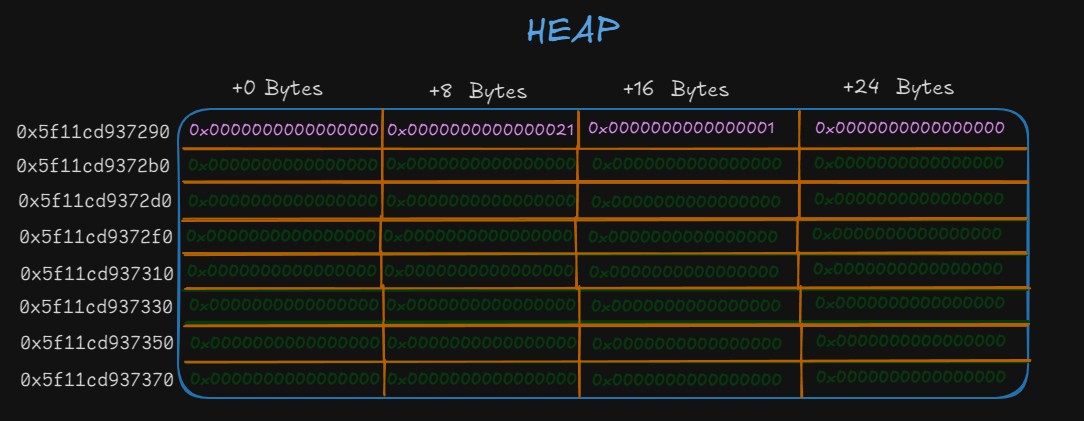 HEAP
+0 Bytes +8 Bytes +16 Bytes +24 Bytes
0x5f11cd937290 0x0000000000000000 0x0000000000000021 0x0000000000000001 0x0000000000000000
0x5f11cd9372b0 0x0000000000000000 0x0000000000000000 0x0000000000000000 0x0000000000000000
0x5f11cd9372d0 0x0000000000000000 0x0000000000000000 0x0000000000000000 0x0000000000000000
0x5f11cd9372f0 0x0000000000000000 0x0000000000000000 0x0000000000000000 0x0000000000000000
0x5f11cd937310 0x0000000000000000 0x0000000000000000 0x0000000000000000 0x0000000000000000
0x5f11cd937330 0x0000000000000000 0x0000000000000000 0x0000000000000000 0x0000000000000000
0x5f11cd937350 0x0000000000000000 0x0000000000000000 0x0000000000000000 0x0000000000000000
0x5f11cd937370 0x0000000000000000 0x0000000000000000 0x0000000000000000 0x0000000000000000